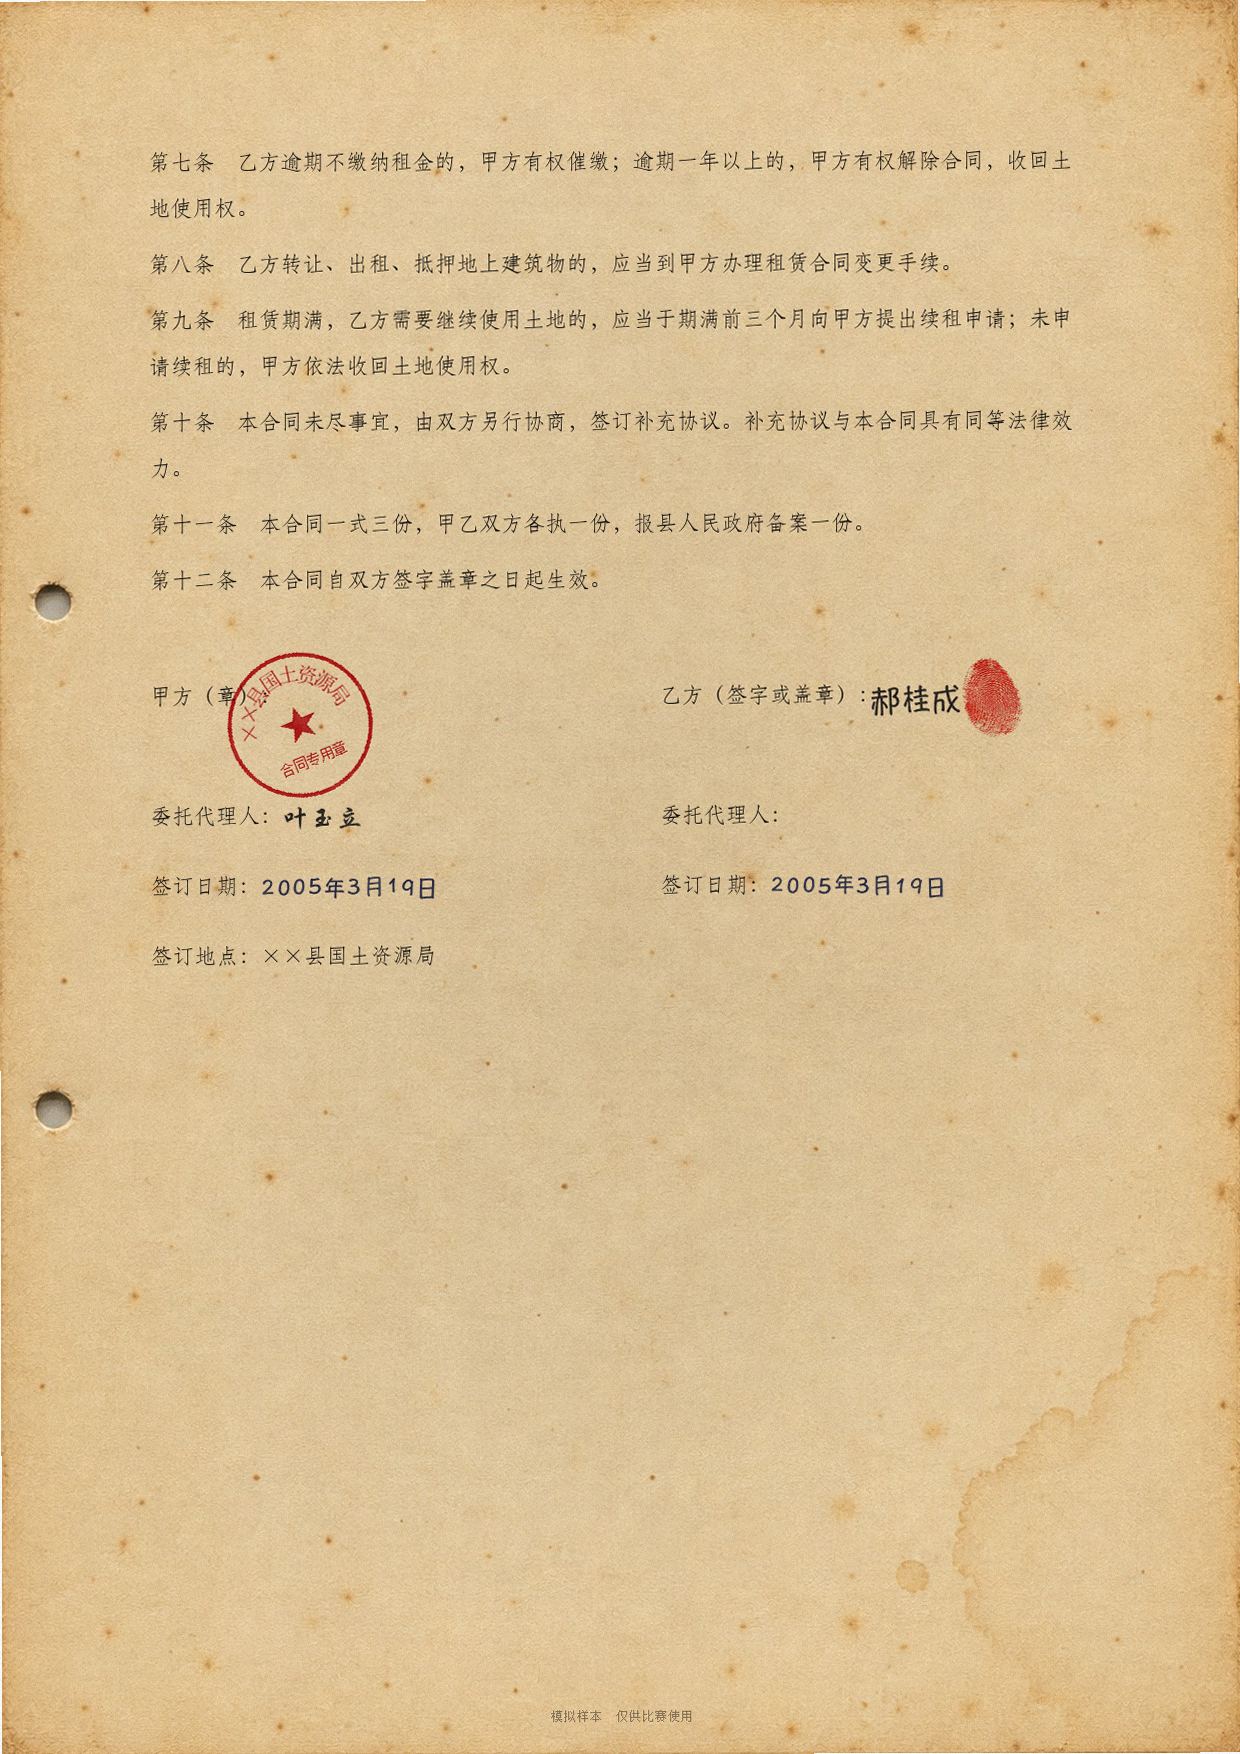 第七条　乙方逾期不缴纳租金的，甲方有权催缴；逾期一年以上的，甲方有权解除合同，收回土
地使用权。
第八条　乙方转让、出租、抵押地上建筑物的，应当到甲方办理租赁合同变更手续。
第九条　租赁期满，乙方需要继续使用土地的，应当于期满前三个月向甲方提出续租申请；未申
请续租的，甲方依法收回土地使用权。
第十条　本合同未尽事宜，由双方另行协商，签订补充协议。补充协议与本合同具有同等法律效
力。
第十一条　本合同一式三份，甲乙双方各执一份，报县人民政府备案一份。
第十二条　本合同自双方签字盖章之日起生效。
甲方（章）：
××县国土资源局
合同专用章
乙方（签字或盖章）：郝桂成
委托代理人：叶玉立
委托代理人：
签订日期：2005年3月19日
签订日期：2005年3月19日
签订地点：××县国土资源局
模拟样本　仅供比赛使用